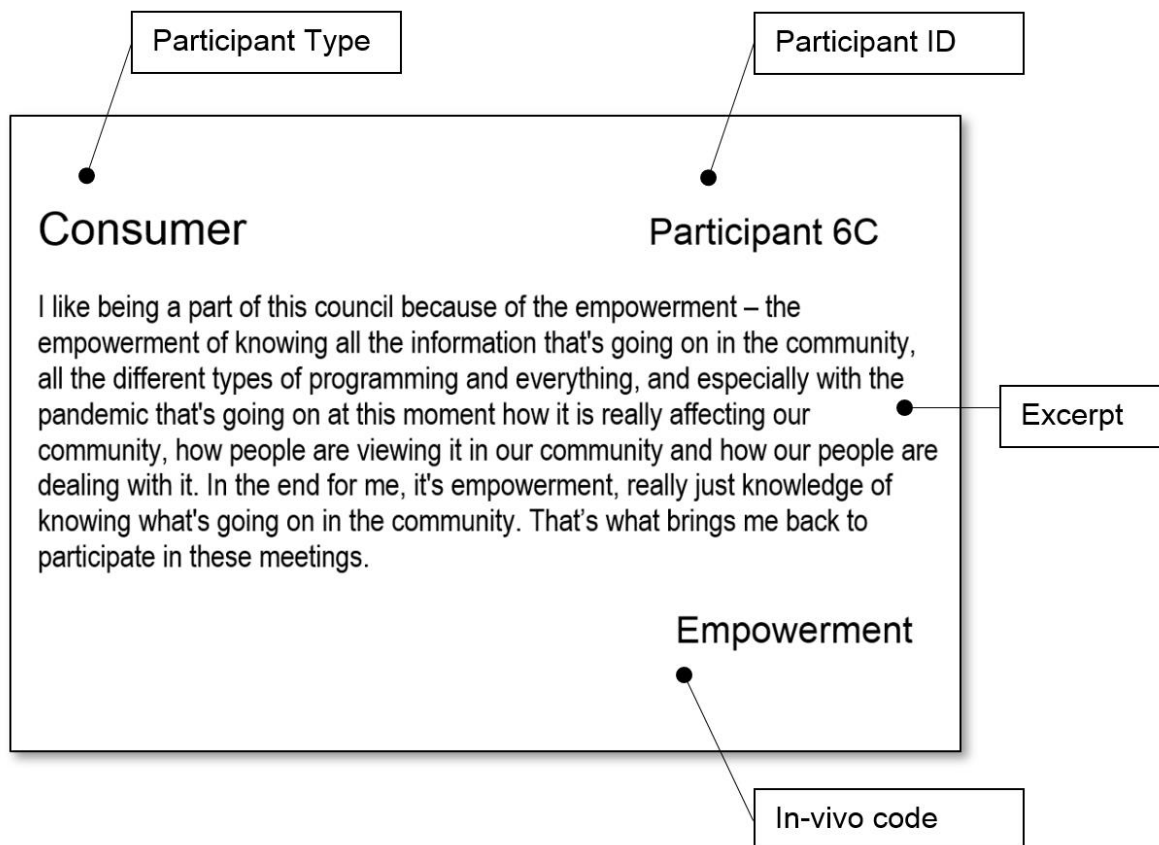 Participant Type
Participant ID
Consumer
Participant 6C
I like being a part of this council because of the empowerment – the
empowerment of knowing all the information that's going on in the community,
all the different types of programming and everything, and especially with the
pandemic that's going on at this moment how it is really affecting our
community, how people are viewing it in our community and how our people are
dealing with it. In the end for me, it's empowerment, really just knowledge of
knowing what's going on in the community. That’s what brings me back to
participate in these meetings.
Excerpt
Empowerment
In-vivo code